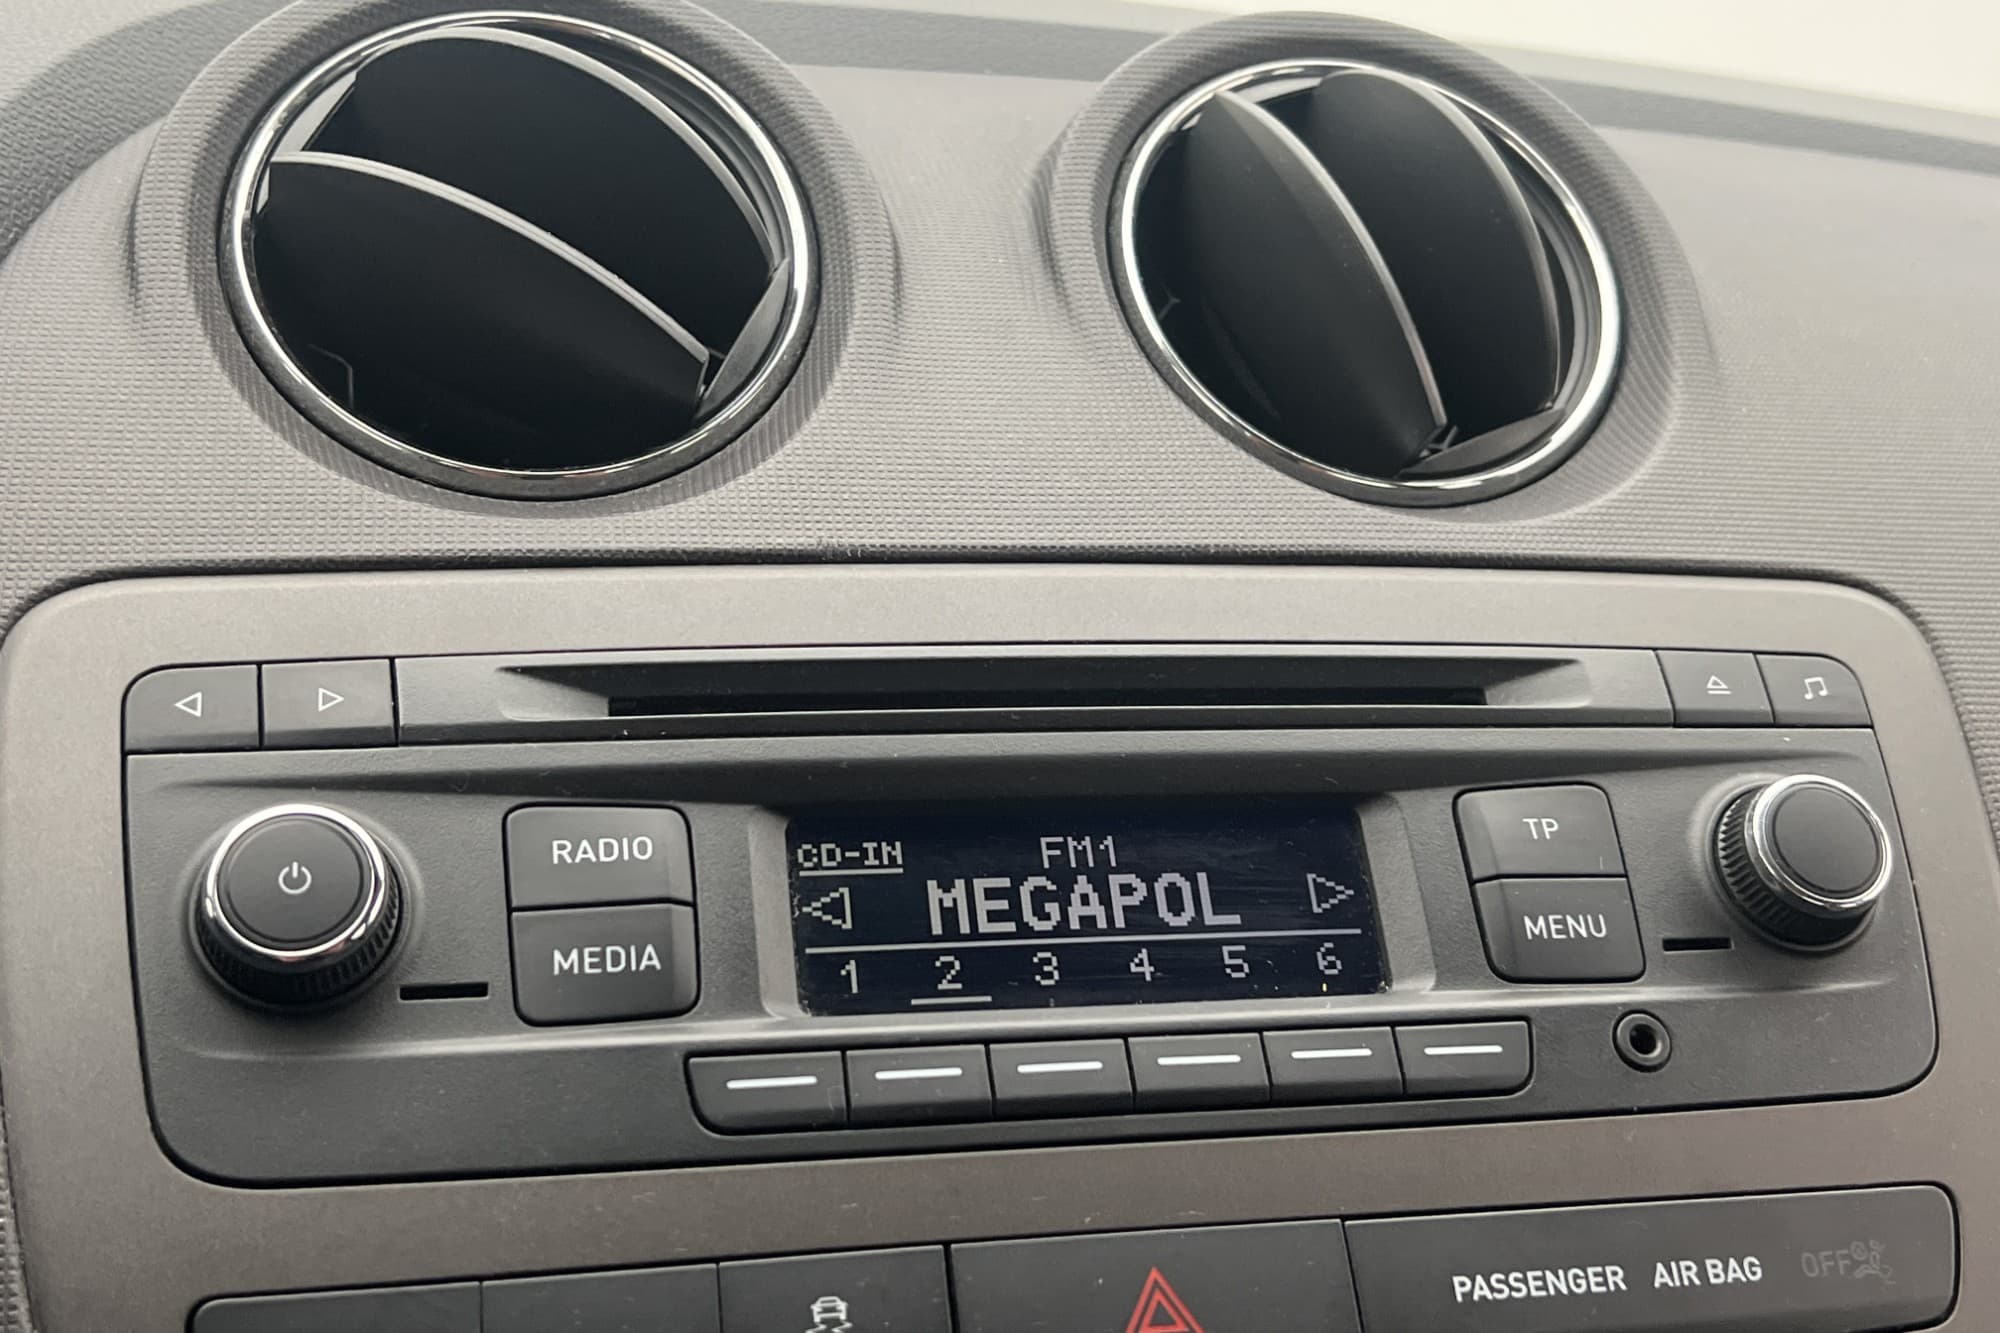 RADIO
MEDIA
CD-IN
FM1
MEGAPOL
1 2 3 4 5 6
TP
MENU
PASSENGER AIR BAG OFF